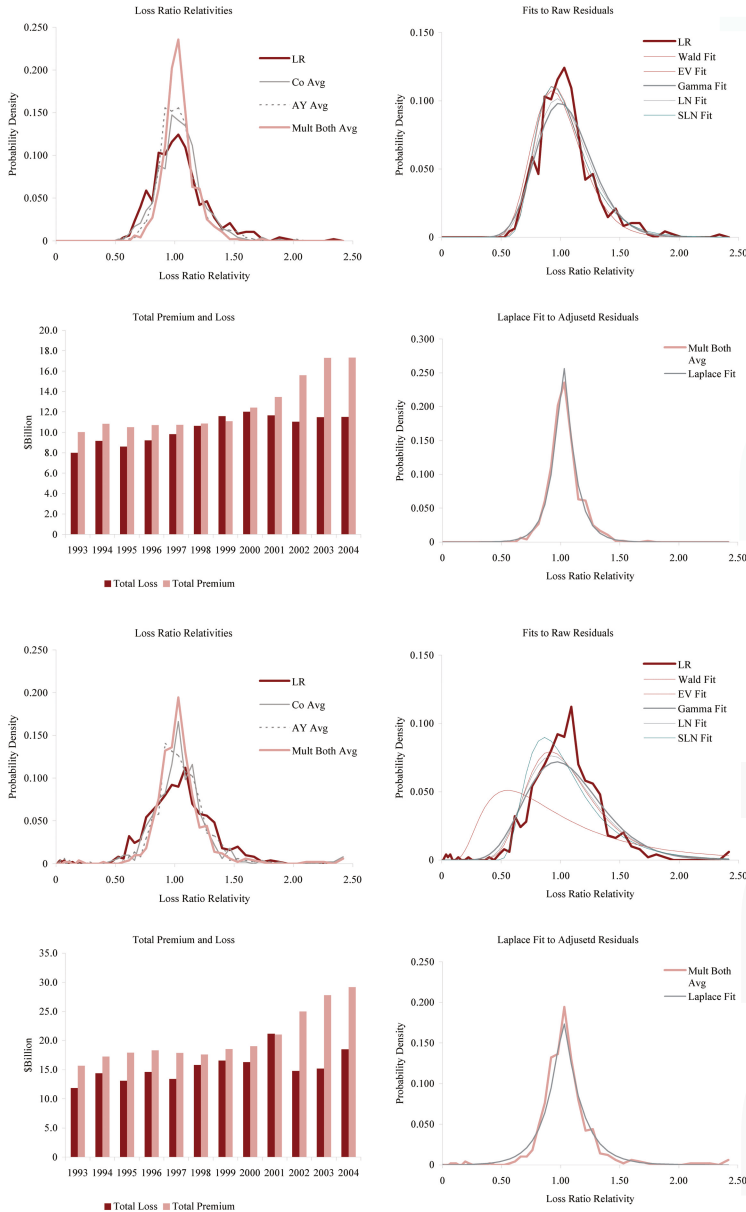 Loss Ratio Relativities
0.250
0.200
0.150
0.100
0.050
0
Probability Density
LR
Co Avg
AY Avg
Mult Both Avg
0 0.50 1.00 1.50 2.00 2.50
Loss Ratio Relativity
Fits to Raw Residuals
0.150
0.100
0.050
0
Probability Density
LR
Wald Fit
EV Fit
Gamma Fit
LN Fit
SLN Fit
0 0.50 1.00 1.50 2.00 2.50
Loss Ratio Relativity
Total Premium and Loss
20.0
18.0
16.0
14.0
12.0
10.0
8.0
6.0
4.0
2.0
0
$Billion
1993 1994 1995 1996 1997 1998 1999 2000 2001 2002 2003 2004
Total Loss Total Premium
Laplace Fit to Adjusetd Residuals
0.300
0.250
0.200
0.150
0.100
0.050
0
Probability Density
Mult Both
Avg
Laplace Fit
0 0.50 1.00 1.50 2.00 2.50
Loss Ratio Relativity
Loss Ratio Relativities
0.250
0.200
0.150
0.100
0.050
0
Probability Density
LR
Co Avg
AY Avg
Mult Both Avg
0 0.50 1.00 1.50 2.00 2.50
Loss Ratio Relativity
Fits to Raw Residuals
0.150
0.100
0.050
0
Probability Density
LR
Wald Fit
EV Fit
Gamma Fit
LN Fit
SLN Fit
0 0.50 1.00 1.50 2.00 2.50
Loss Ratio Relativity
Total Premium and Loss
35.0
30.0
25.0
20.0
15.0
10.0
5.0
0
$Billion
1993 1994 1995 1996 1997 1998 1999 2000 2001 2002 2003 2004
Total Loss Total Premium
Laplace Fit to Adjusetd Residuals
0.250
0.200
0.150
0.100
0.050
0
Probability Density
Mult Both
Avg
Laplace Fit
0 0.50 1.00 1.50 2.00 2.50
Loss Ratio Relativity